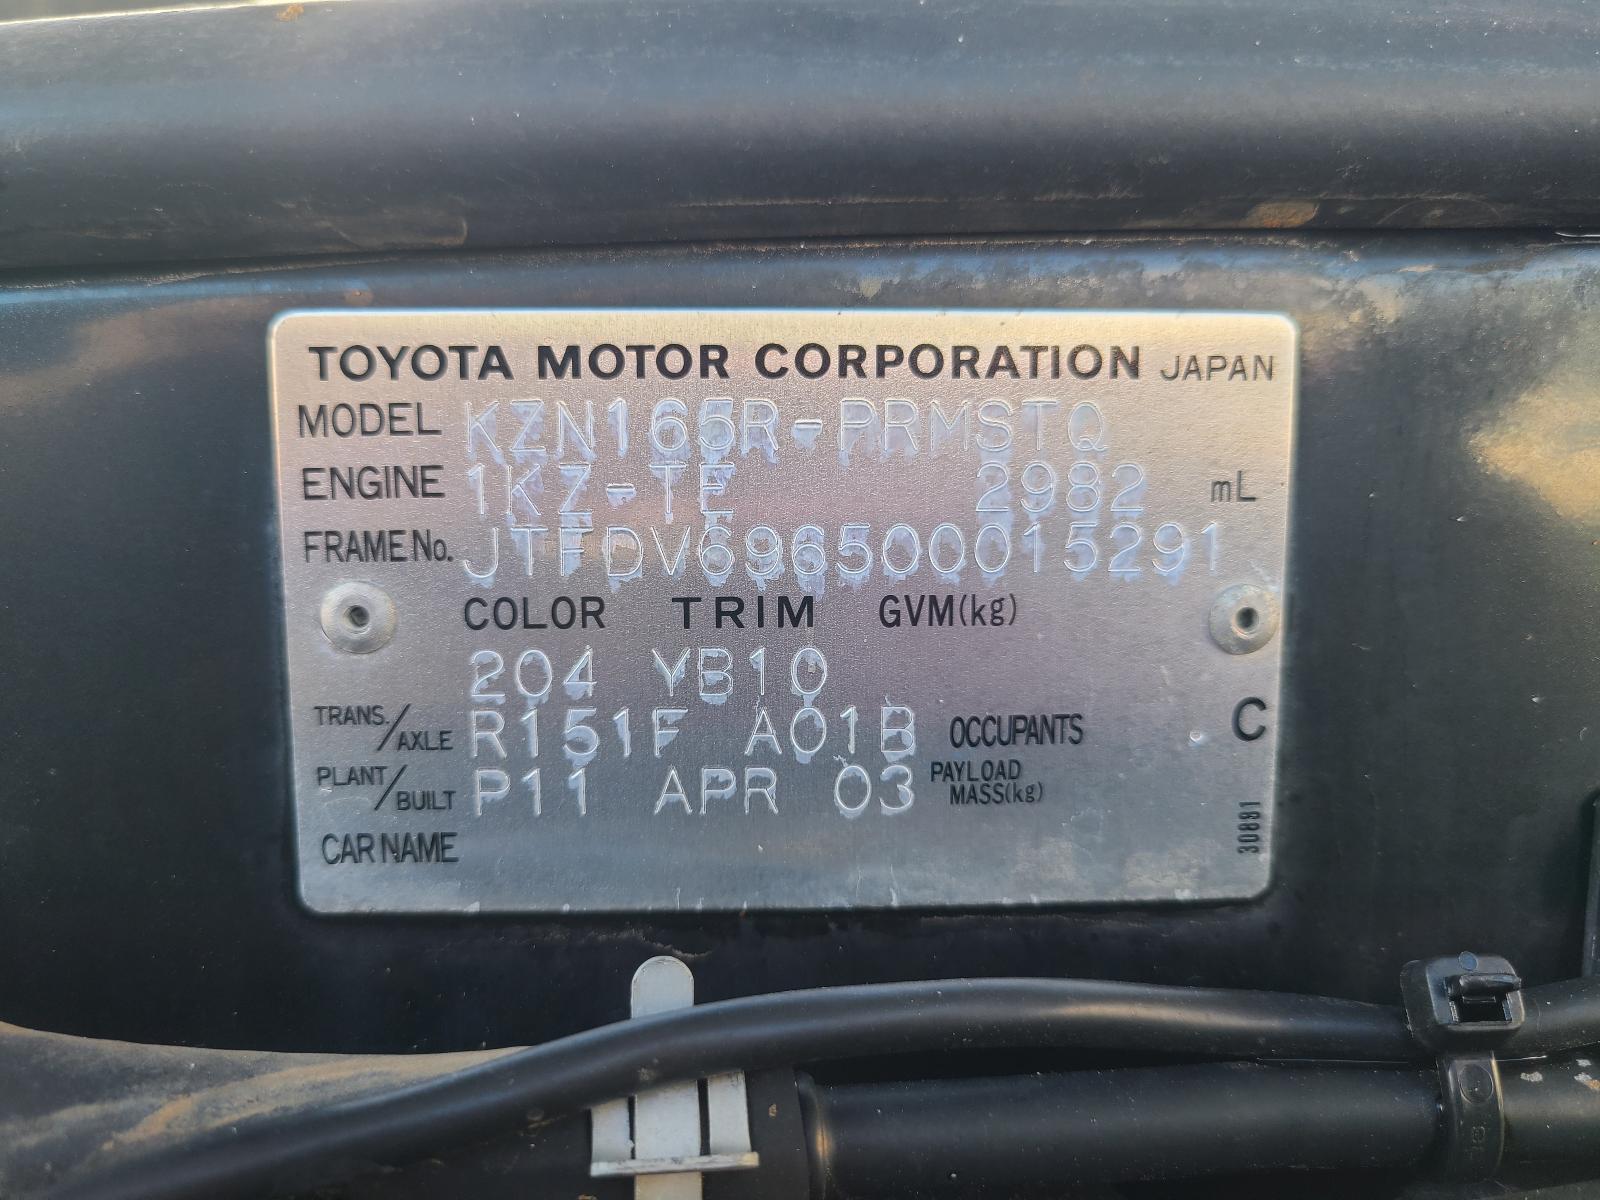 TOYOTA MOTOR CORPORATION JAPAN
MODEL KZN165R-PRMSTQ
ENGINE 1KZ-TE 2982 mL
FRAME No. JTFDV696500015291
COLOR TRIM GVM(kg)
204 YB10
TRANS./AXLE R151F A01B OCCUPANTS C
PLANT/BUILT P11 APR 03 PAYLOAD MASS(kg)
CAR NAME
30891